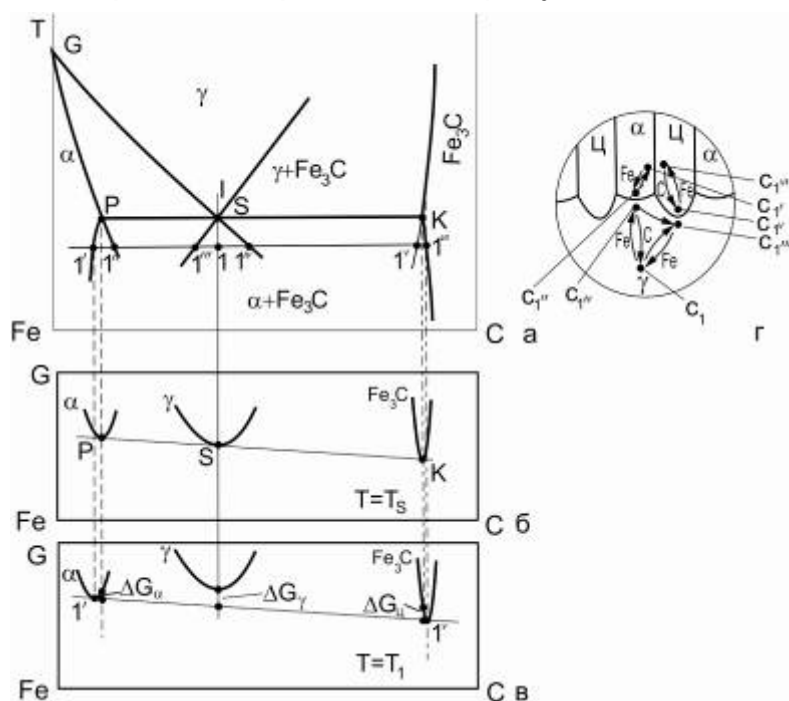 T
G
γ
α
Fe₃C
I
γ+Fe₃C
P
S
K
1' 1'' 1''' 1 1'' 1' 1''
α+Fe₃C
Fe
C
а
Ц α Ц α
Fe C Fe
Fe C Fe
γ
C₁''
C₁'
C₁'
C₁'''
C₁'' C₁'''
C₁
г
G
α γ Fe₃C
P S K
T=Tₛ
Fe
C
б
G
α γ Fe₃C
1' ΔGα ΔGγ ΔGц 1'
T=T₁
Fe
C
в